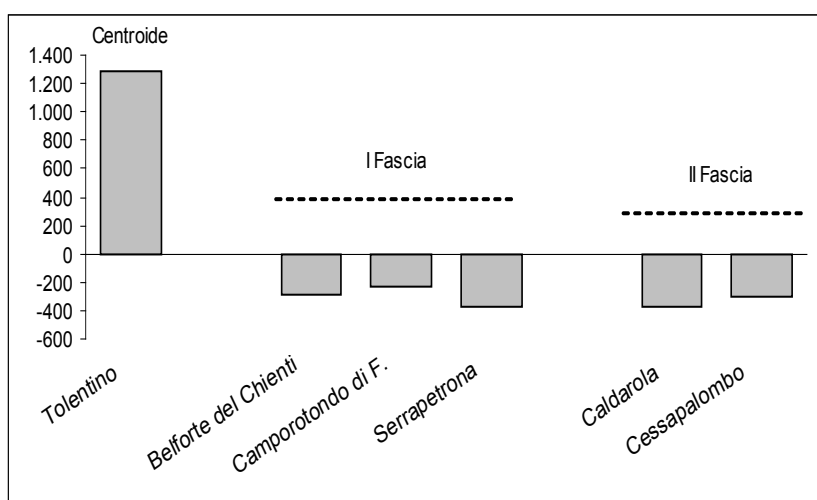 Centroide
1.400
1.200
1.000
800
600
400
200
0
-200
-400
-600
I Fascia
II Fascia
Tolentino
Belforte del Chienti
Camporotondo di F.
Serrapetrona
Caldarola
Cessapalombo